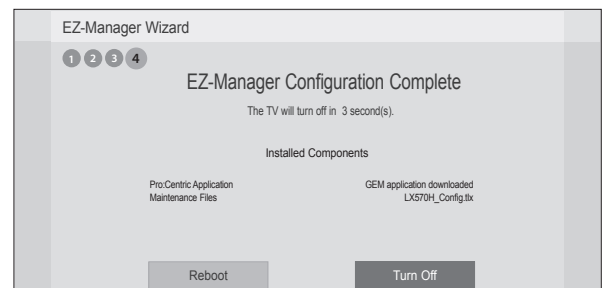 EZ-Manager Wizard
1 2 3 4
EZ-Manager Configuration Complete
The TV will turn off in 3 second(s).
Installed Components
Pro:Centric Application GEM application downloaded
Maintenance Files LX570H_Config.tlx
Reboot Turn Off